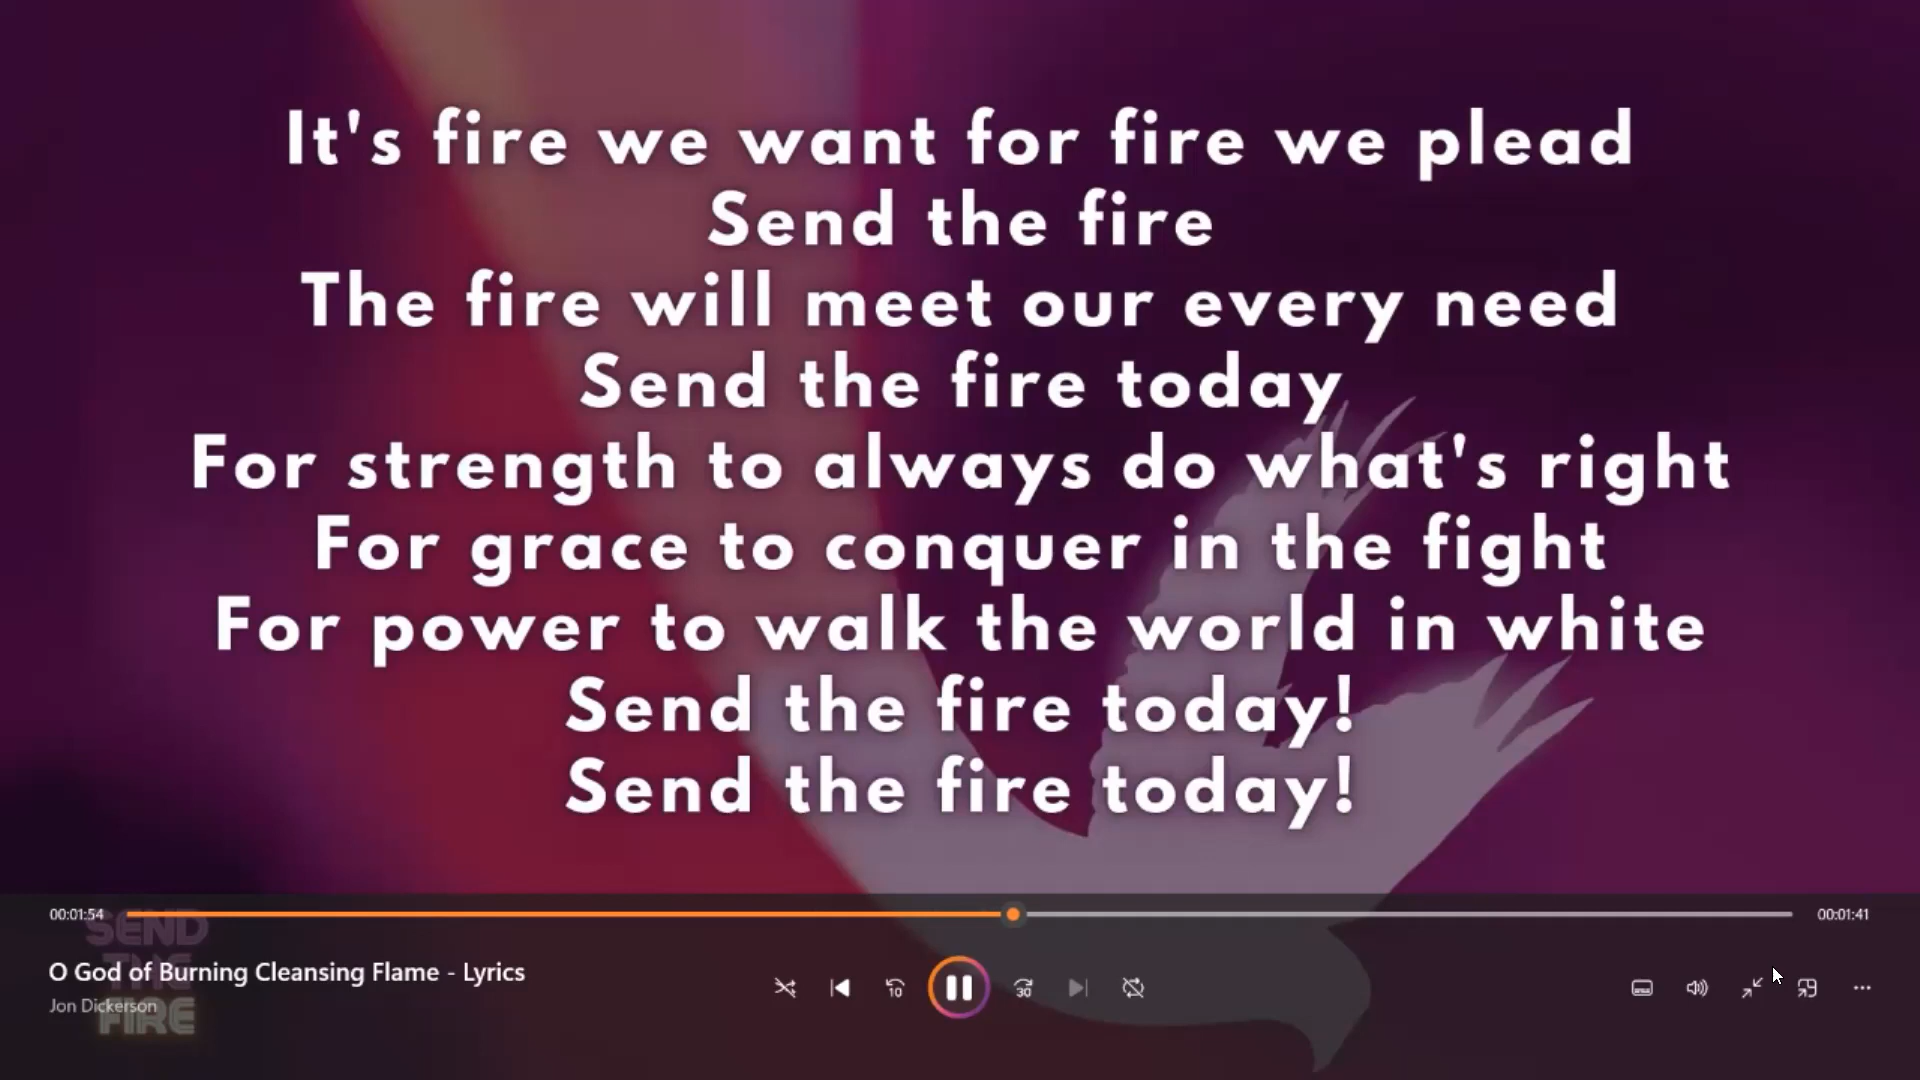 It's fire we want for fire we plead
Send the fire
The fire will meet our every need
Send the fire today
For strength to always do what's right
For grace to conquer in the fight
For power to walk the world in white
Send the fire today!
Send the fire today!
00:01:54
00:01:41
SEND
THE
FIRE
O God of Burning Cleansing Flame - Lyrics
Jon Dickerson
10
30